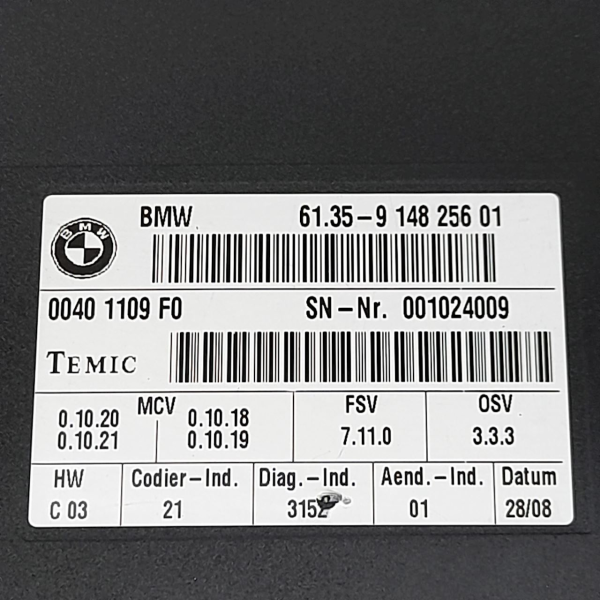 BMW
BMW 61.35-9 148 256 01
0040 1109 F0 SN-Nr. 001024009
TEMIC
MCV FSV OSV
0.10.20 0.10.18
0.10.21 0.10.19 7.11.0 3.3.3
HW Codier-Ind. Diag.-Ind. Aend.-Ind. Datum
C 03 21 3152 01 28/08